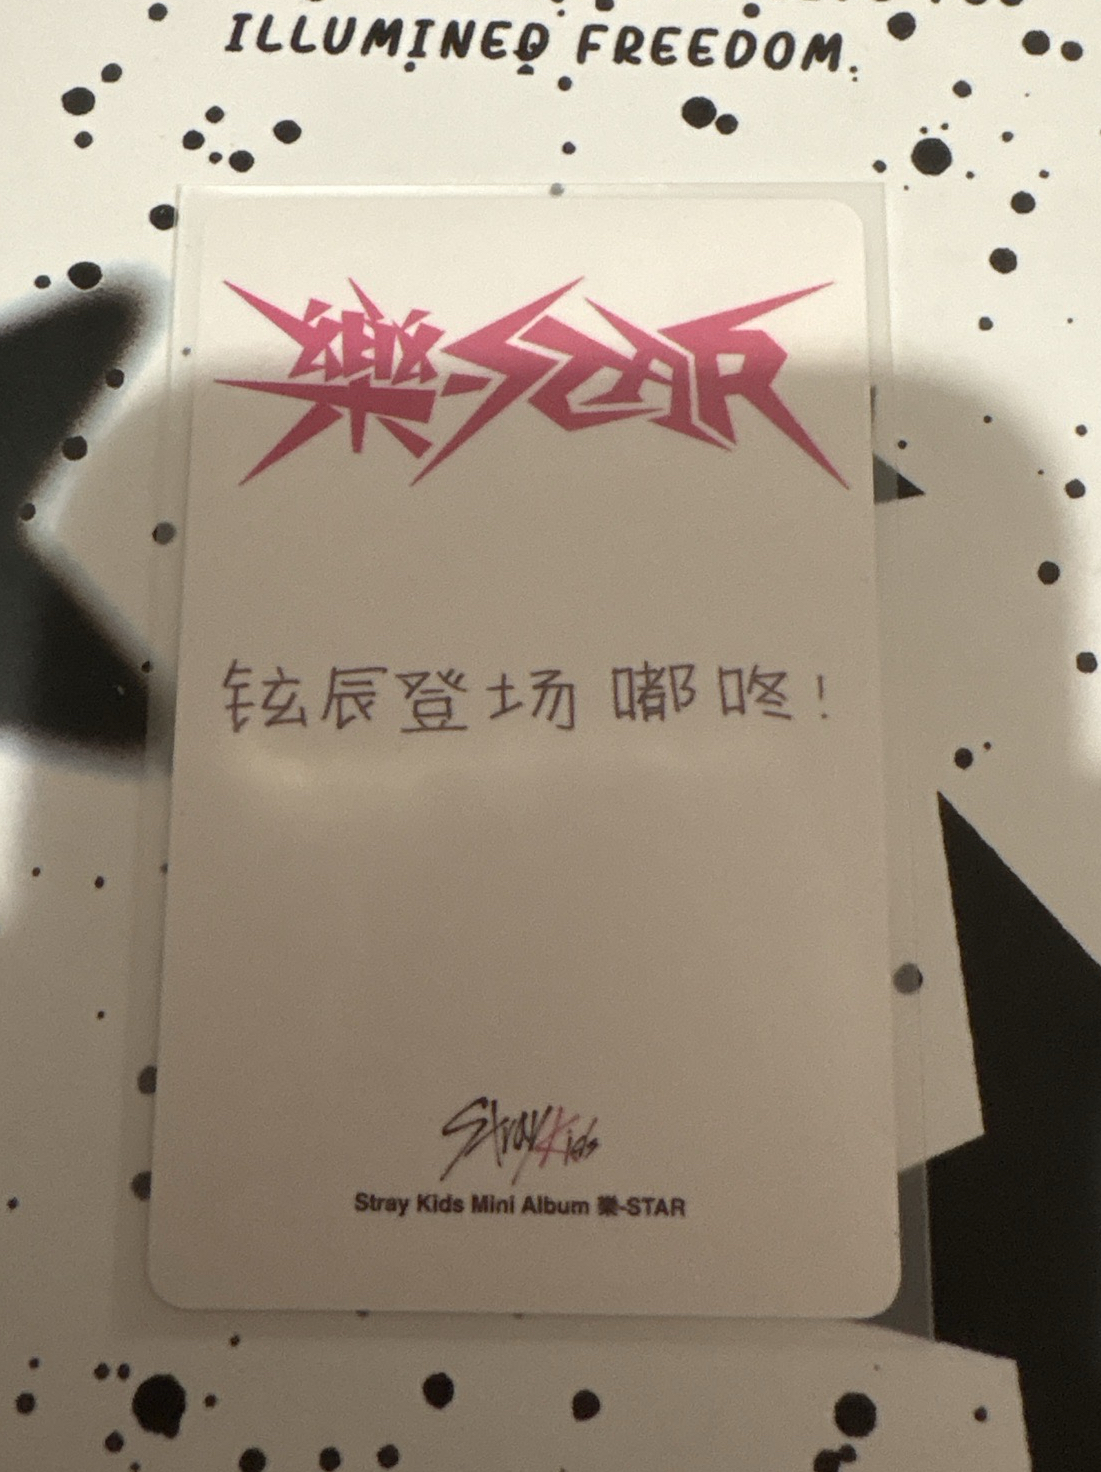 ILLUMINED FREEDOM.
樂-STAR
铉辰登场 嘟咚!
Stray Kids
Stray Kids Mini Album 樂-STAR